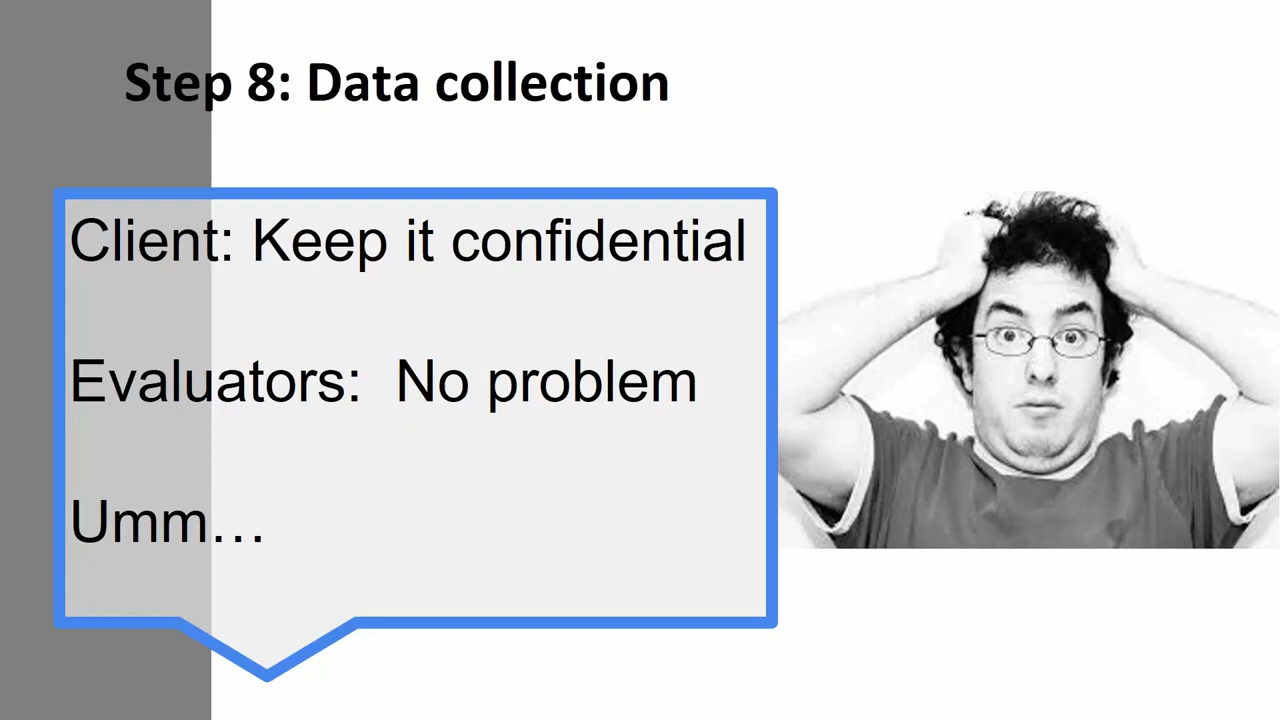 Step 8: Data collection
Client: Keep it confidential
Evaluators:  No problem
Umm…